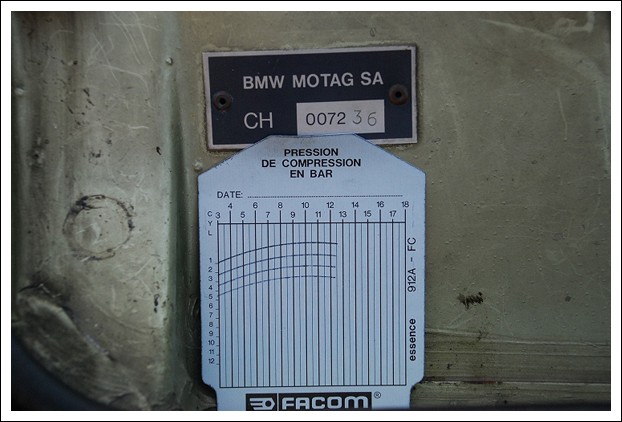 BMW MOTAG SA
CH 007236
PRESSION
DE COMPRESSION
EN BAR
DATE:
4 6 8 10 12 14 16 18
C 3 5 7 9 11 13 15 17
Y
L
1
2
3
4
5
6
7
8
9
10
11
12
912A - FC
essence
FACOM®